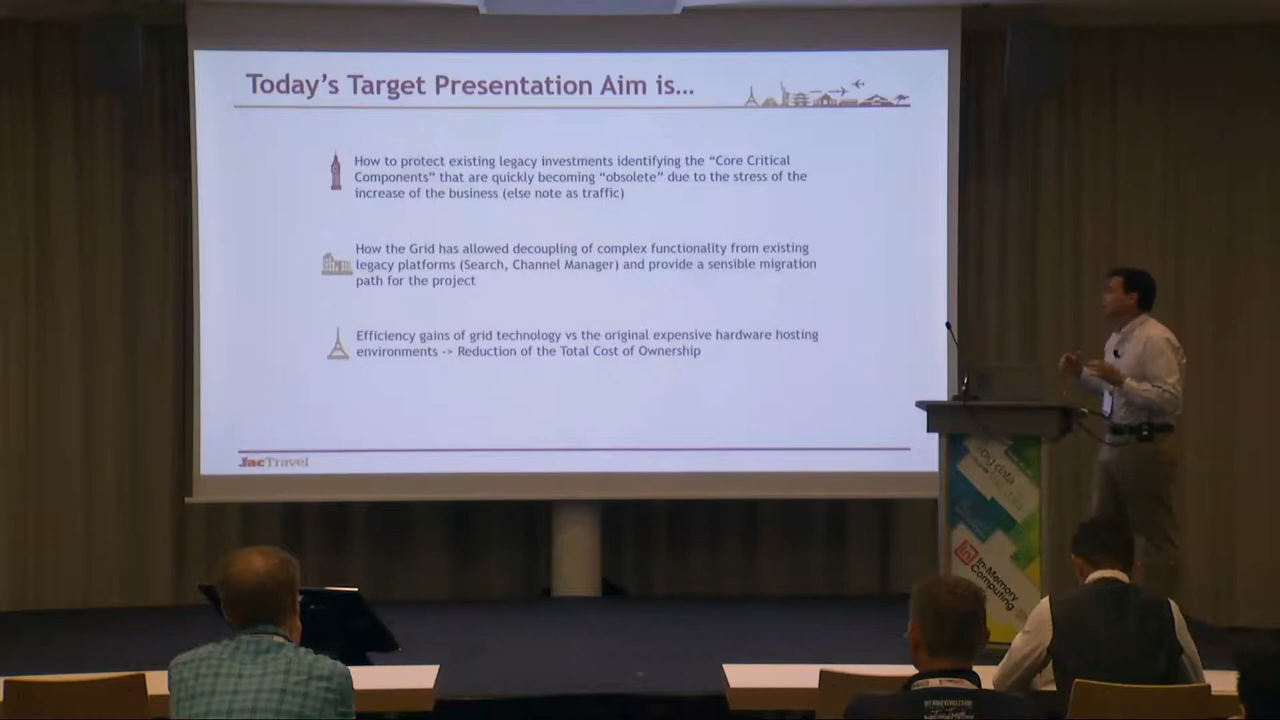 Today's Target Presentation Aim is...
How to protect existing legacy investments identifying the “Core Critical
Components” that are quickly becoming “obsolete” due to the stress of the
increase of the business (else note as traffic)
How the Grid has allowed decoupling of complex functionality from existing
legacy platforms (Search, Channel Manager) and provide a sensible migration
path for the project
Efficiency gains of grid technology vs the original expensive hardware hosting
environments -> Reduction of the Total Cost of Ownership
JacTravel
big data
In-Memory
Computing